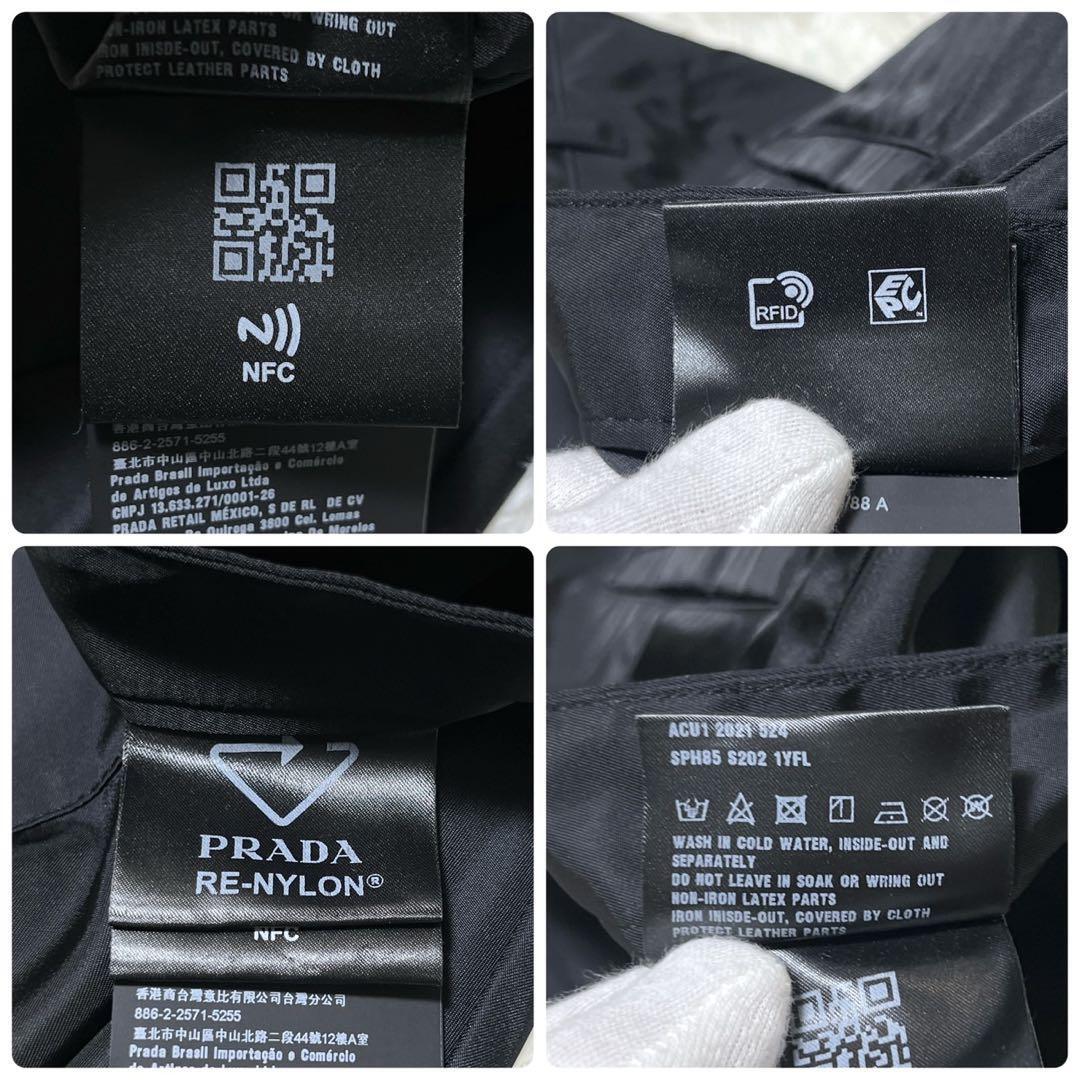 WRING OUT
NON-IRON LATEX PARTS
IRON INISDE-OUT, COVERED BY CLOTH
PROTECT LEATHER PARTS
NFC
886-2-2571-5255
臺北市中山區中山北路二段44號12樓A室
Prada Brasil Importação e Comércio
de Artigos de Luxo Ltda
CNPJ 13.633.271/0001-26
PRADA RETAIL MÉXICO, S DE RL DE CV
Quiroga 3800 Col. Lomas
RFID
EPC
788 A
PRADA
RE-NYLON®
NFC
香港商台灣意比有限公司台灣分公司
886-2-2571-5255
臺北市中山區中山北路二段44號12樓A室
Prada Brasil Importação e Comércio
ACU1 2021 524
SPH85 S202 1YFL
WASH IN COLD WATER, INSIDE-OUT AND
SEPARATELY
DO NOT LEAVE IN SOAK OR WRING OUT
NON-IRON LATEX PARTS
IRON INISDE-OUT, COVERED BY CLOTH
PROTECT LEATHER PARTS